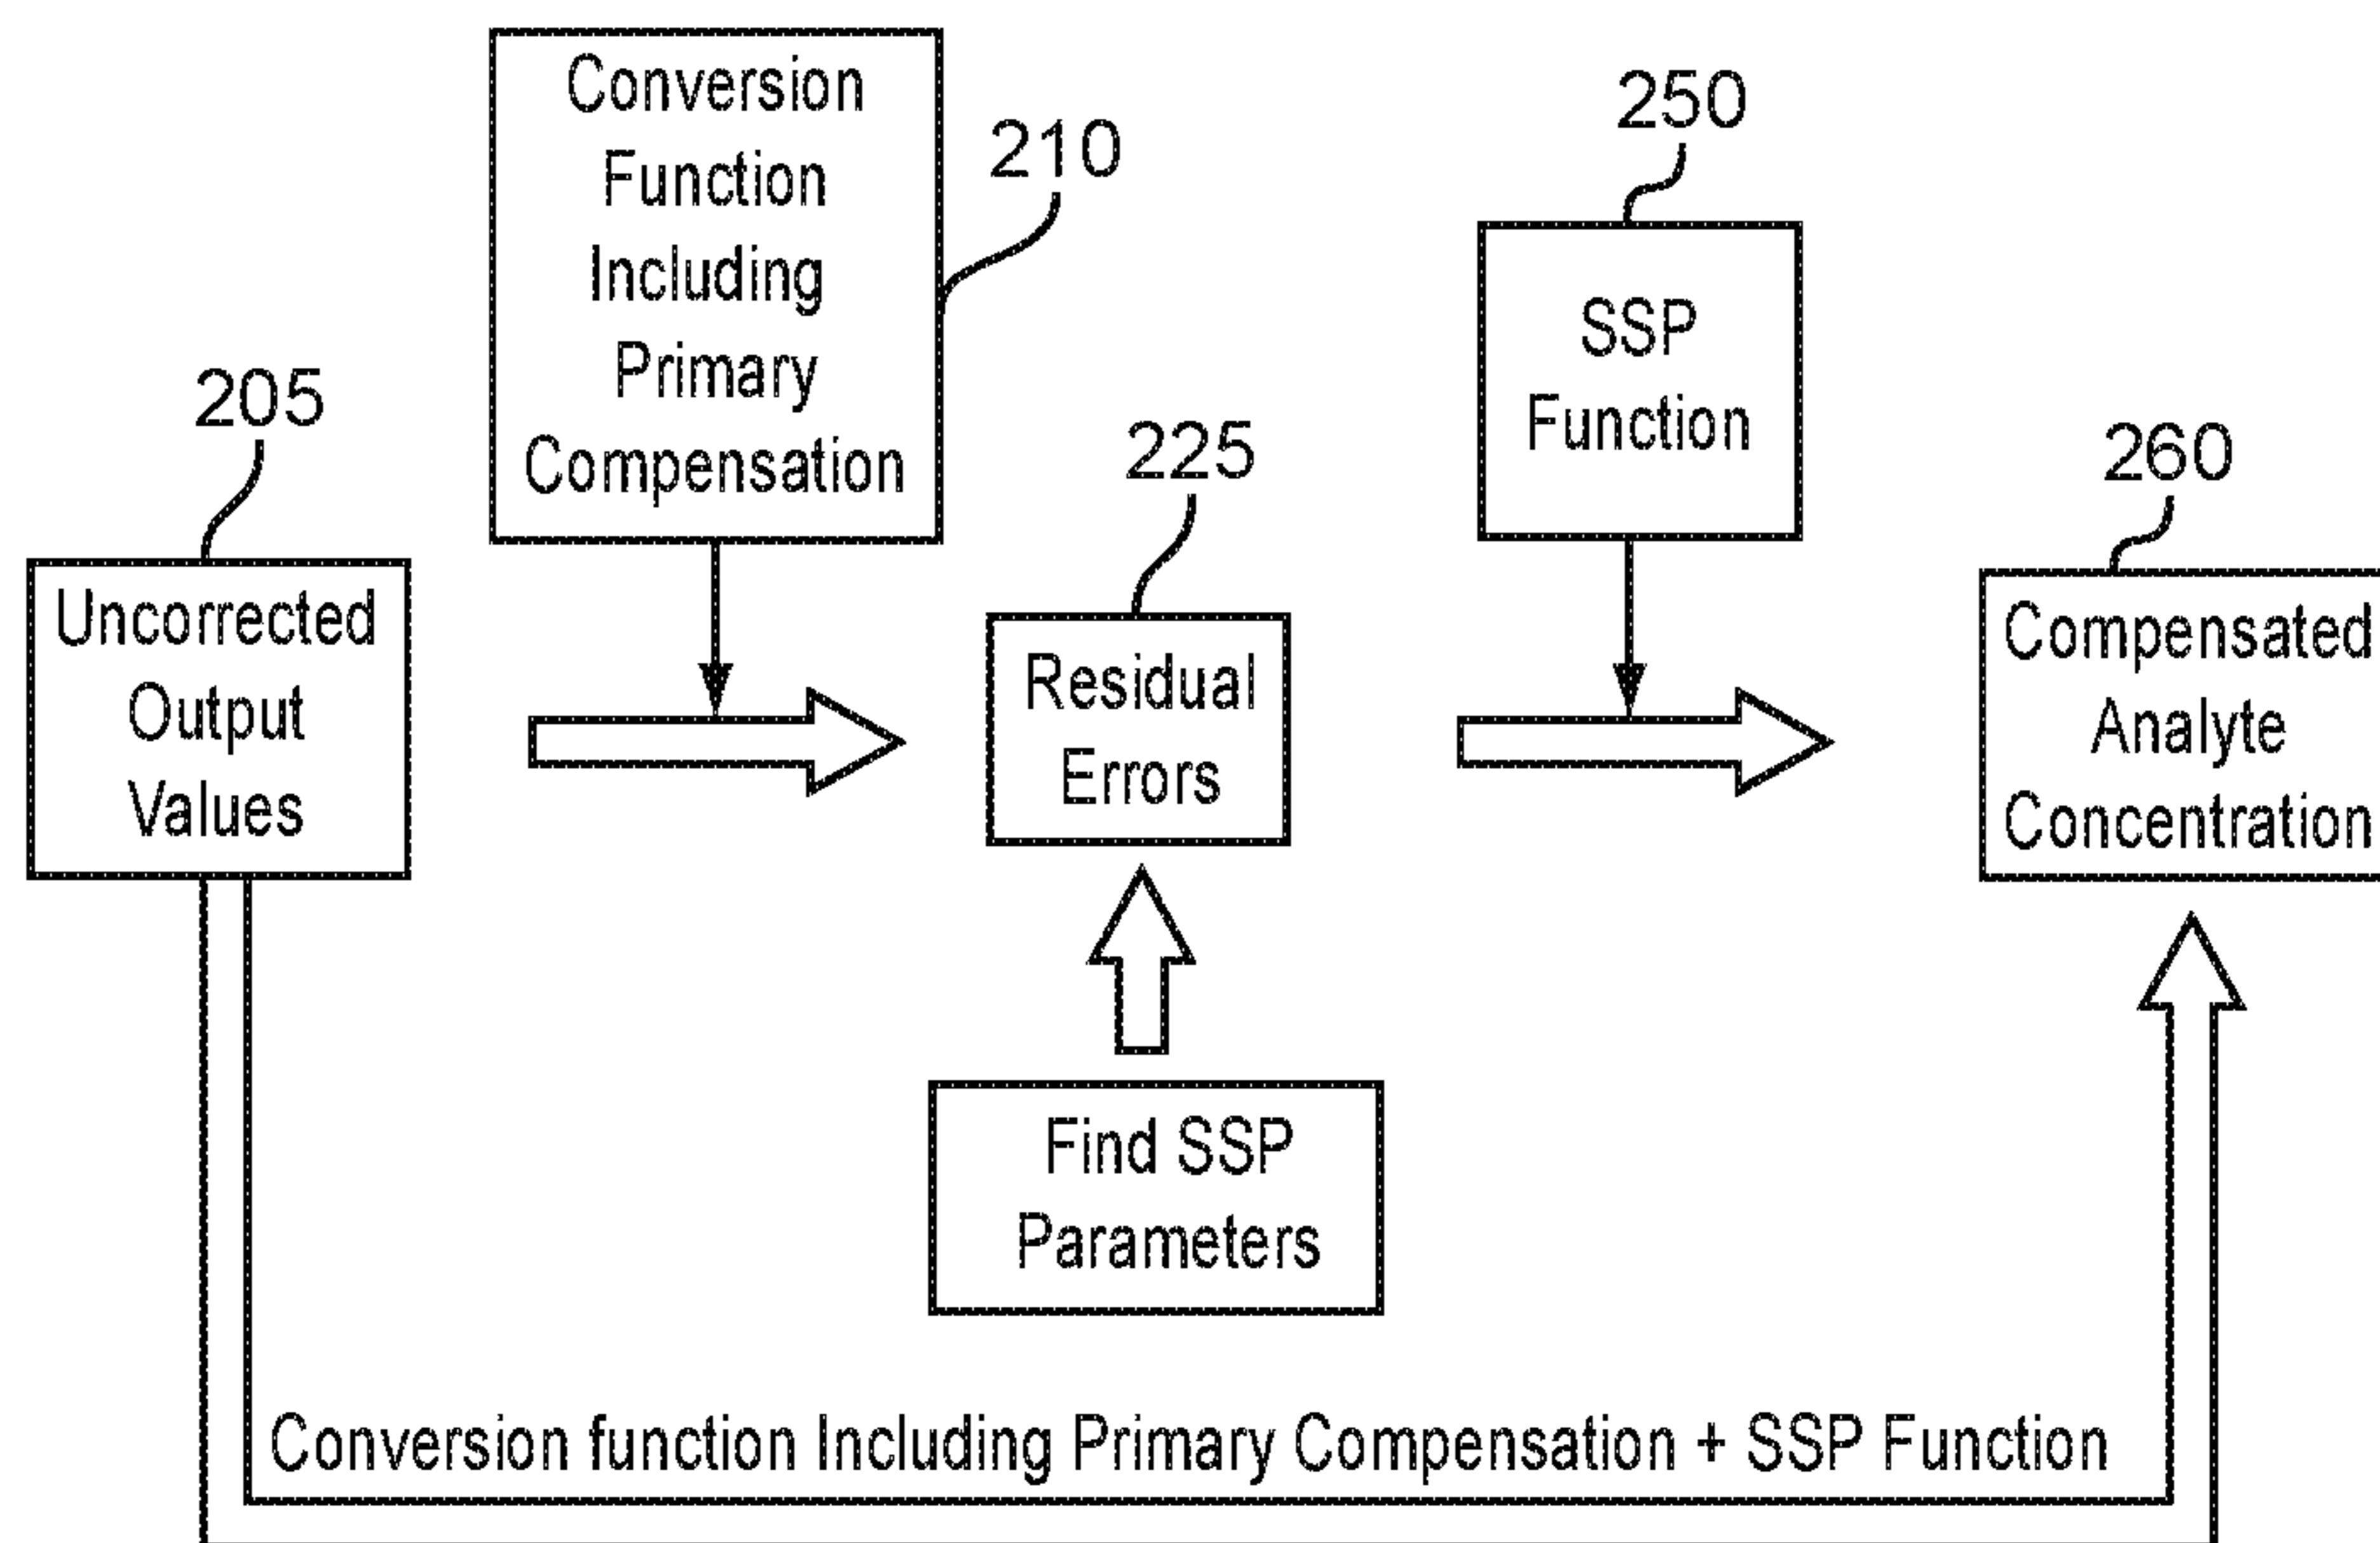 Conversion
Function
Including
Primary
Compensation
210
250
SSP
Function
205
Uncorrected
Output
Values
225
Residual
Errors
260
Compensated
Analyte
Concentration
Find SSP
Parameters
Conversion function Including Primary Compensation + SSP Function